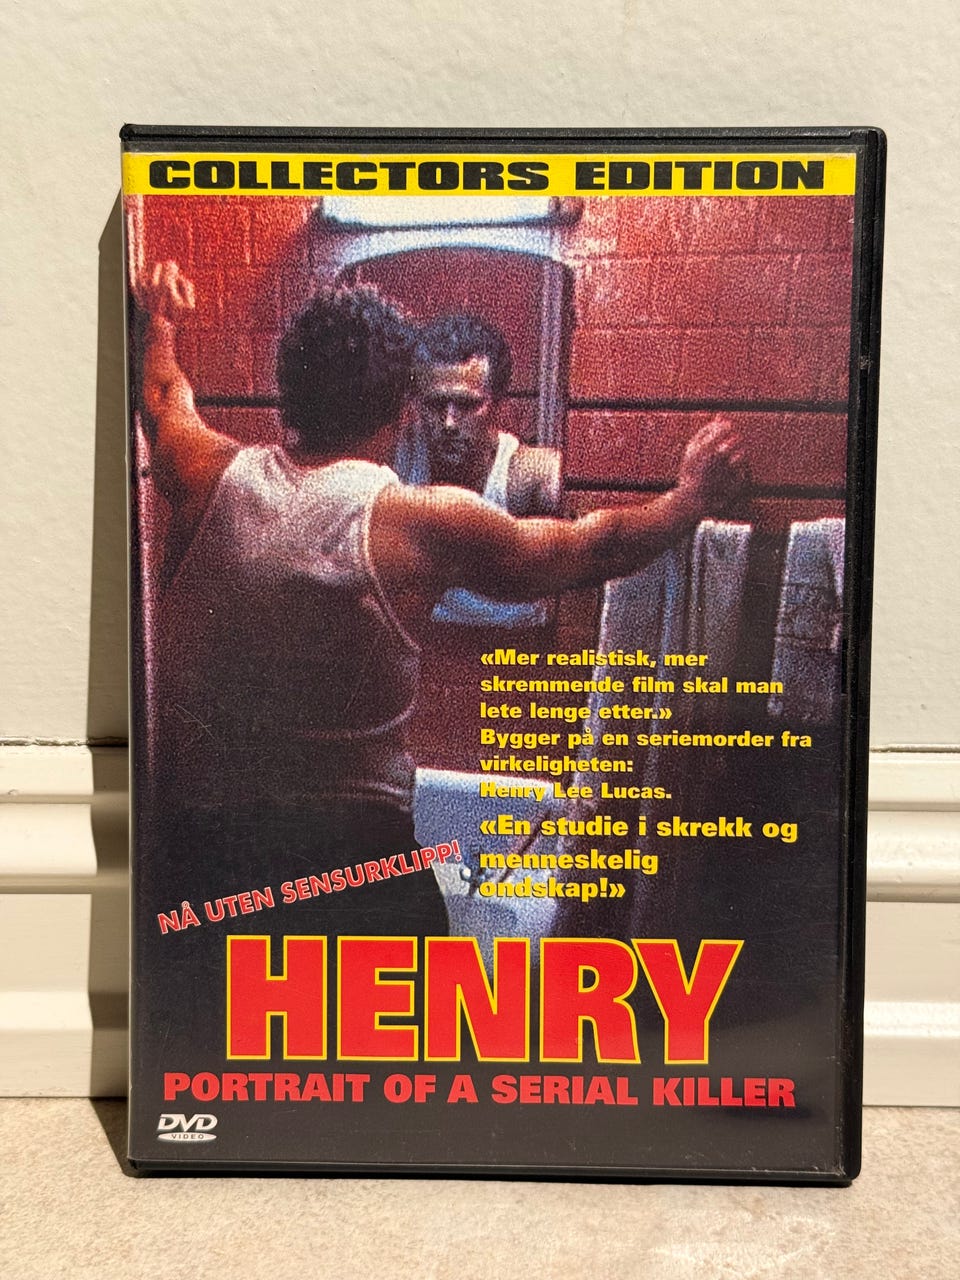 COLLECTORS EDITION
«Mer realistisk, mer
skremmende film skal man
lete lenge etter.»
Bygger på en seriemorder fra
virkeligheten:
Henry Lee Lucas.
«En studie i skrekk og
menneskelig
ondskap!»
NÅ UTEN SENSURKLIPP!
HENRY
PORTRAIT OF A SERIAL KILLER
DVD
VIDEO